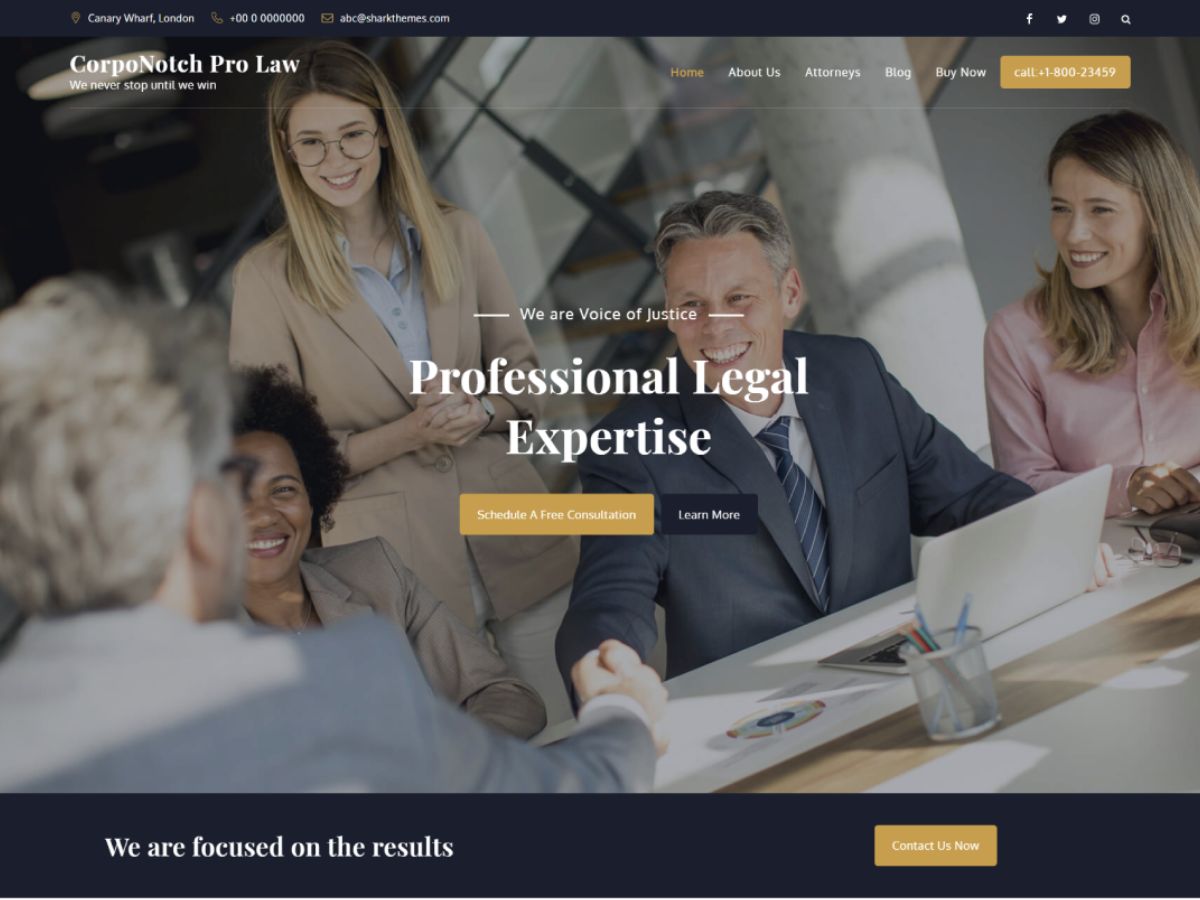 Canary Wharf, London +00 0 0000000 abc@sharkthemes.com
CorpoNotch Pro Law
We never stop until we win
Home About Us Attorneys Blog Buy Now call:+1-800-23459
We are Voice of Justice
Professional Legal
Expertise
Schedule A Free Consultation Learn More
We are focused on the results
Contact Us Now